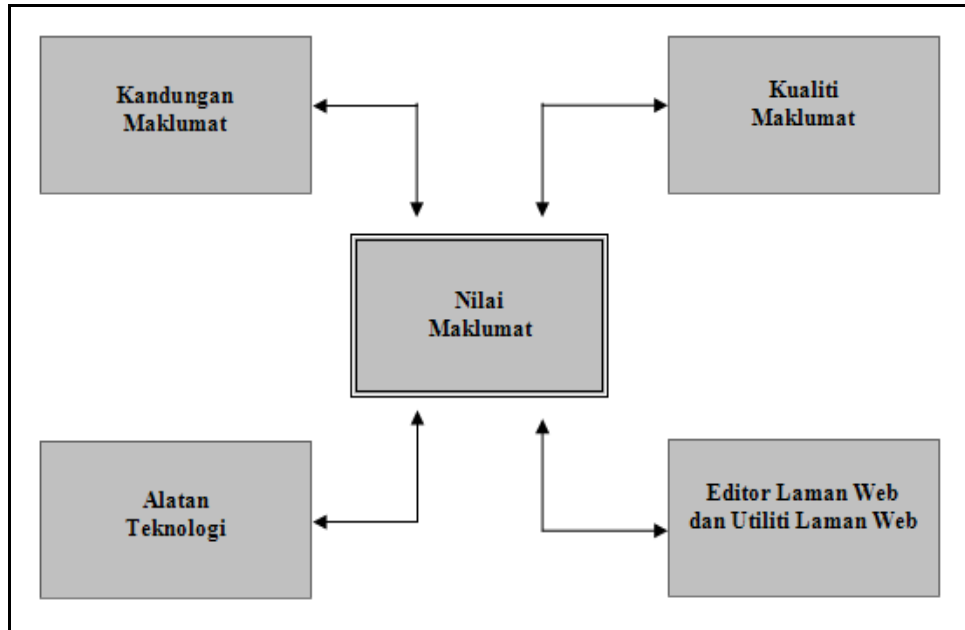 Kandungan
Maklumat
Kualiti
Maklumat
Nilai
Maklumat
Alatan
Teknologi
Editor Laman Web
dan Utiliti Laman Web